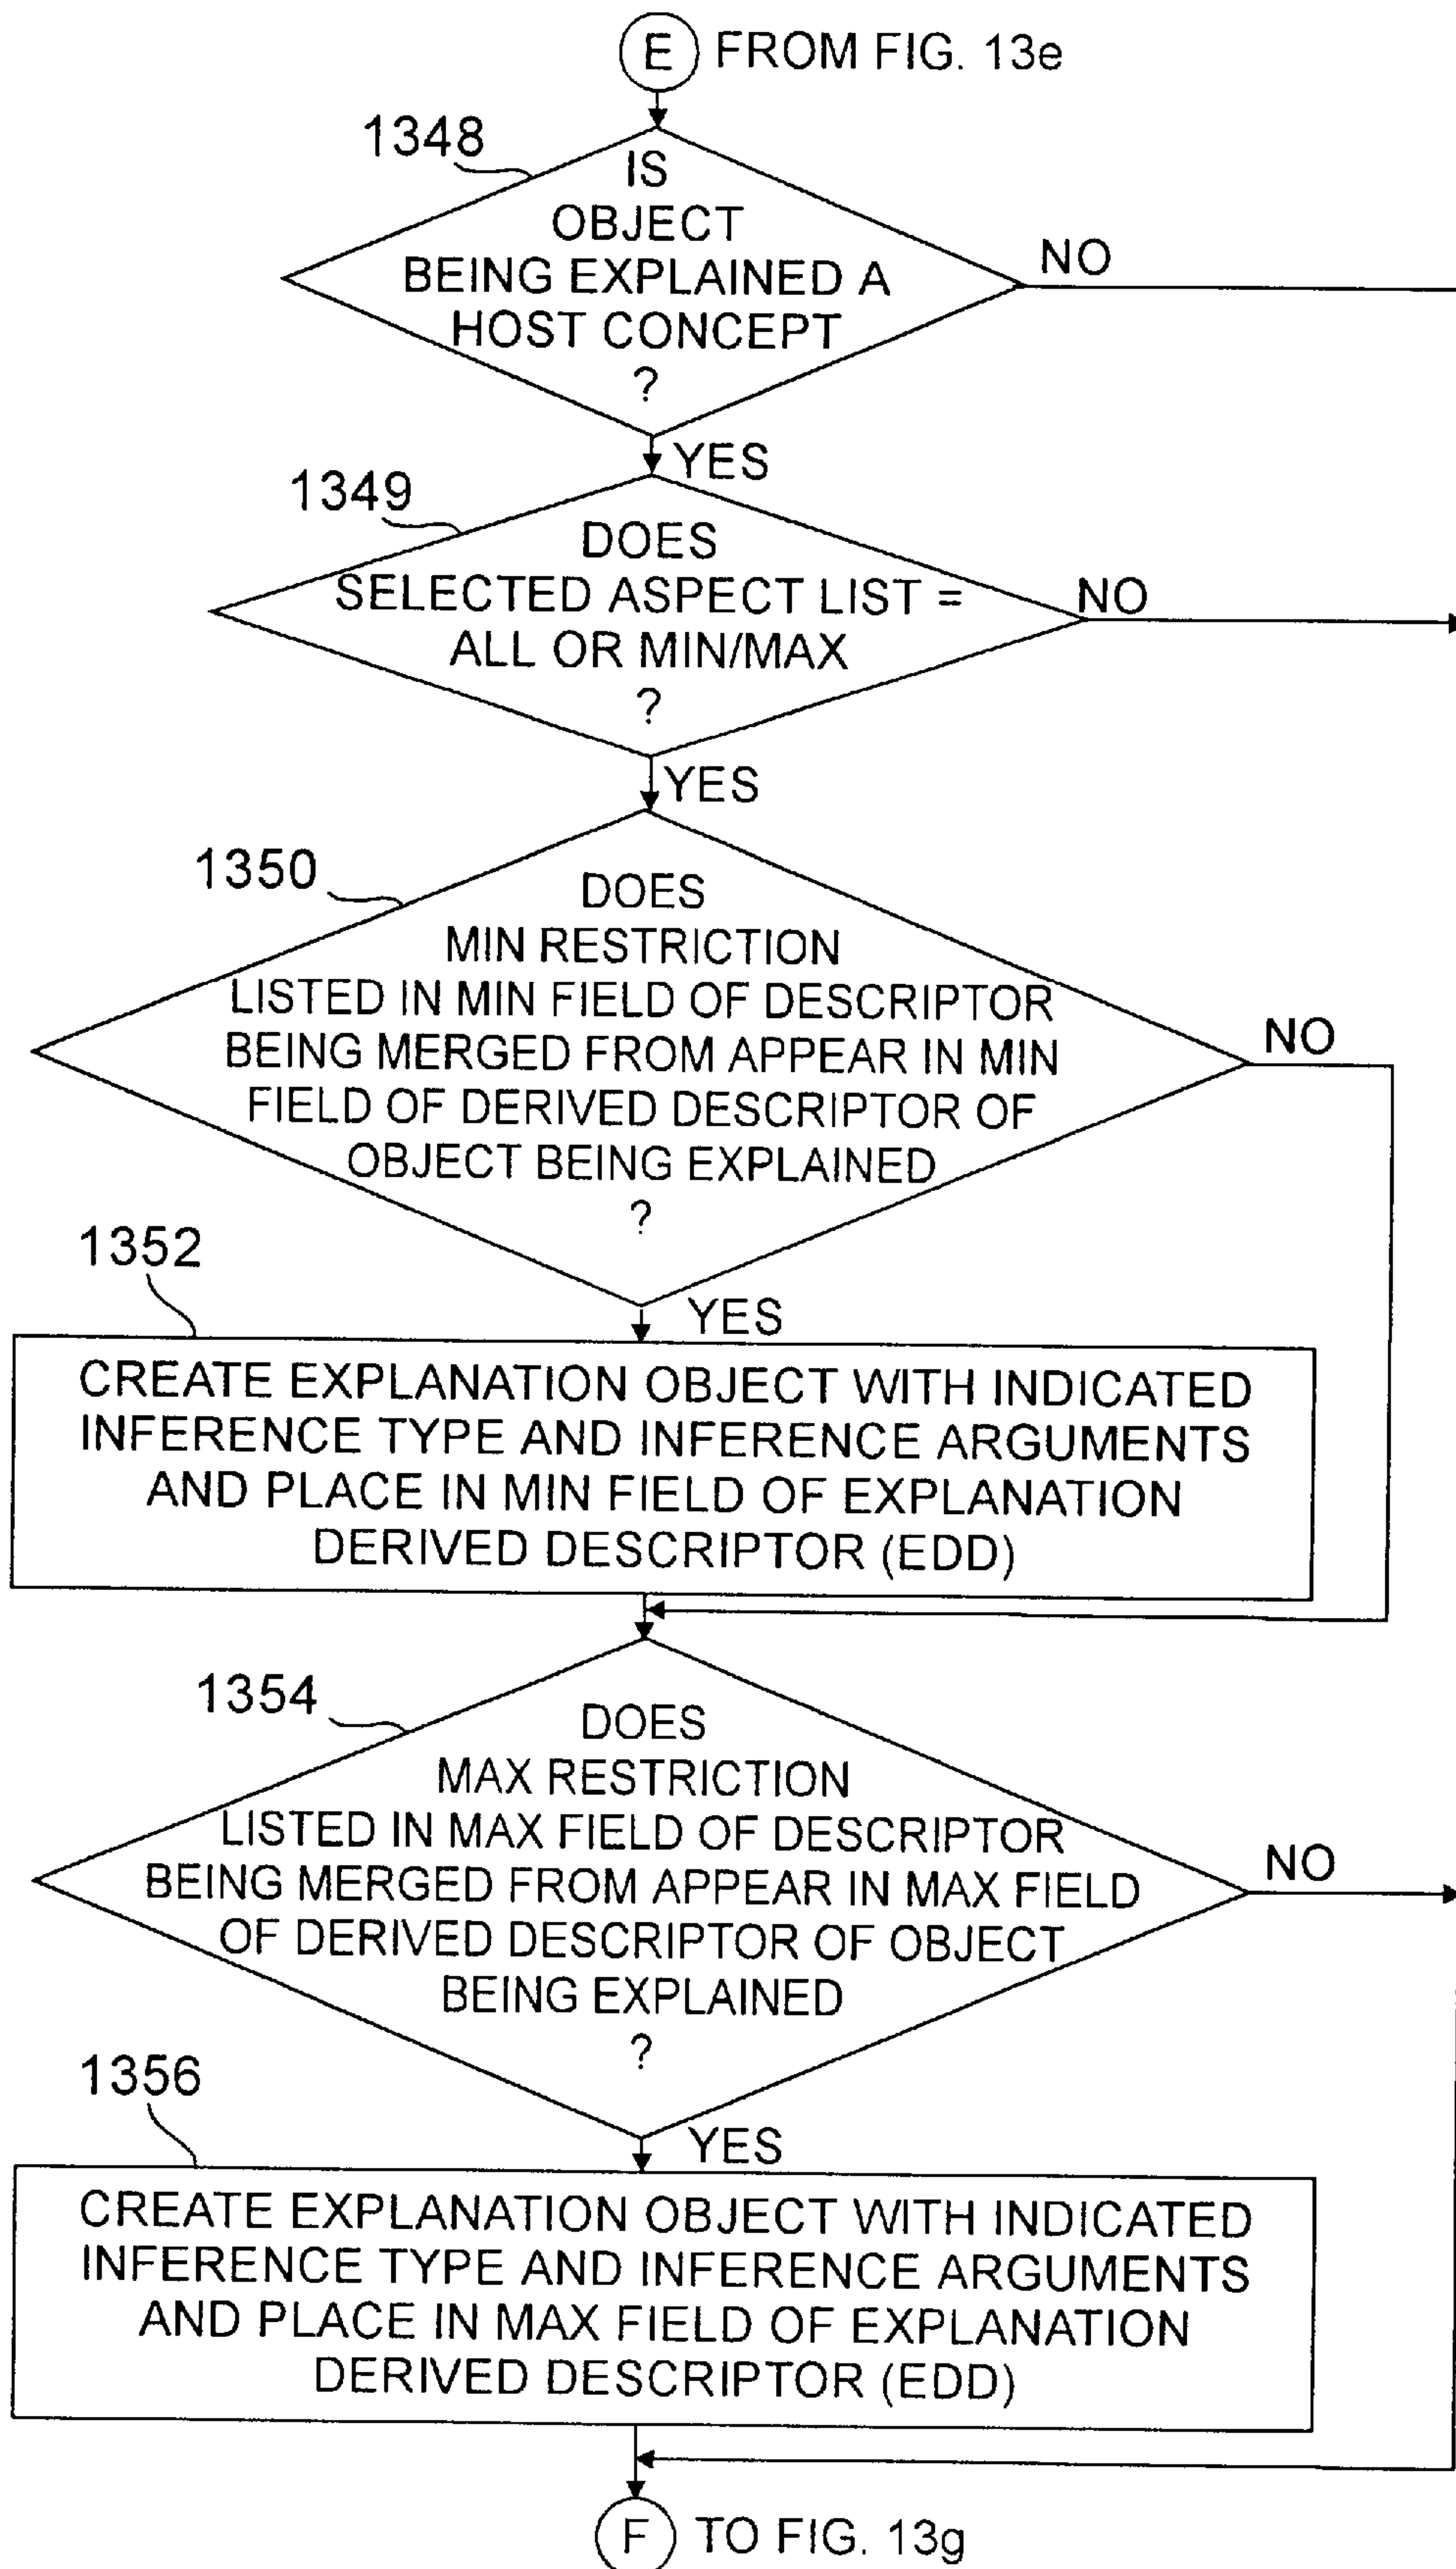 E FROM FIG. 13e
1348
IS
OBJECT
BEING EXPLAINED A
HOST CONCEPT
?
NO
YES
1349
DOES
SELECTED ASPECT LIST =
ALL OR MIN/MAX
?
NO
YES
1350
DOES
MIN RESTRICTION
LISTED IN MIN FIELD OF DESCRIPTOR
BEING MERGED FROM APPEAR IN MIN
FIELD OF DERIVED DESCRIPTOR OF
OBJECT BEING EXPLAINED
?
NO
YES
1352
CREATE EXPLANATION OBJECT WITH INDICATED
INFERENCE TYPE AND INFERENCE ARGUMENTS
AND PLACE IN MIN FIELD OF EXPLANATION
DERIVED DESCRIPTOR (EDD)
1354
DOES
MAX RESTRICTION
LISTED IN MAX FIELD OF DESCRIPTOR
BEING MERGED FROM APPEAR IN MAX FIELD
OF DERIVED DESCRIPTOR OF OBJECT
BEING EXPLAINED
?
NO
YES
1356
CREATE EXPLANATION OBJECT WITH INDICATED
INFERENCE TYPE AND INFERENCE ARGUMENTS
AND PLACE IN MAX FIELD OF EXPLANATION
DERIVED DESCRIPTOR (EDD)
F TO FIG. 13g